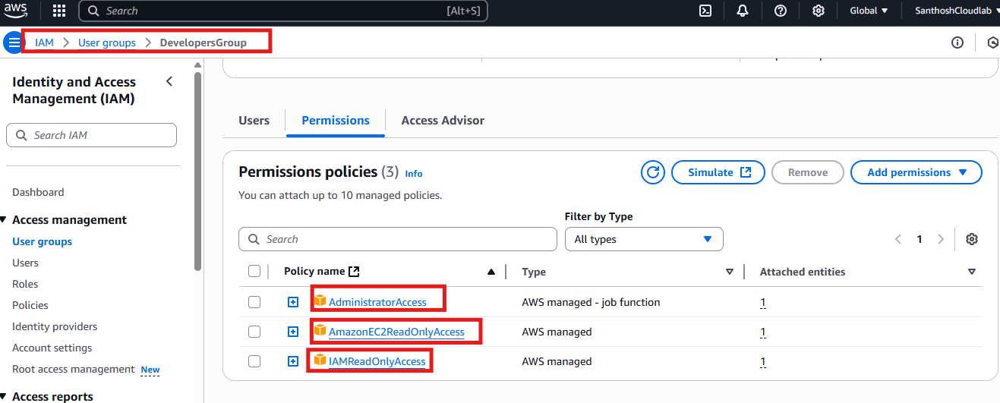 aws
Search [Alt+S] Global SanthoshCloudlab
IAM > User groups > DevelopersGroup
Identity and Access
Management (IAM)
Search IAM
Dashboard
Access management
User groups
Users
Roles
Policies
Identity providers
Account settings
Root access management New
Access reports
Users Permissions Access Advisor
Permissions policies (3) Info
Simulate Remove Add permissions
You can attach up to 10 managed policies.
Filter by Type
Search All types 1
Policy name Type Attached entities
AdministratorAccess AWS managed - job function 1
AmazonEC2ReadOnlyAccess AWS managed 1
IAMReadOnlyAccess AWS managed 1